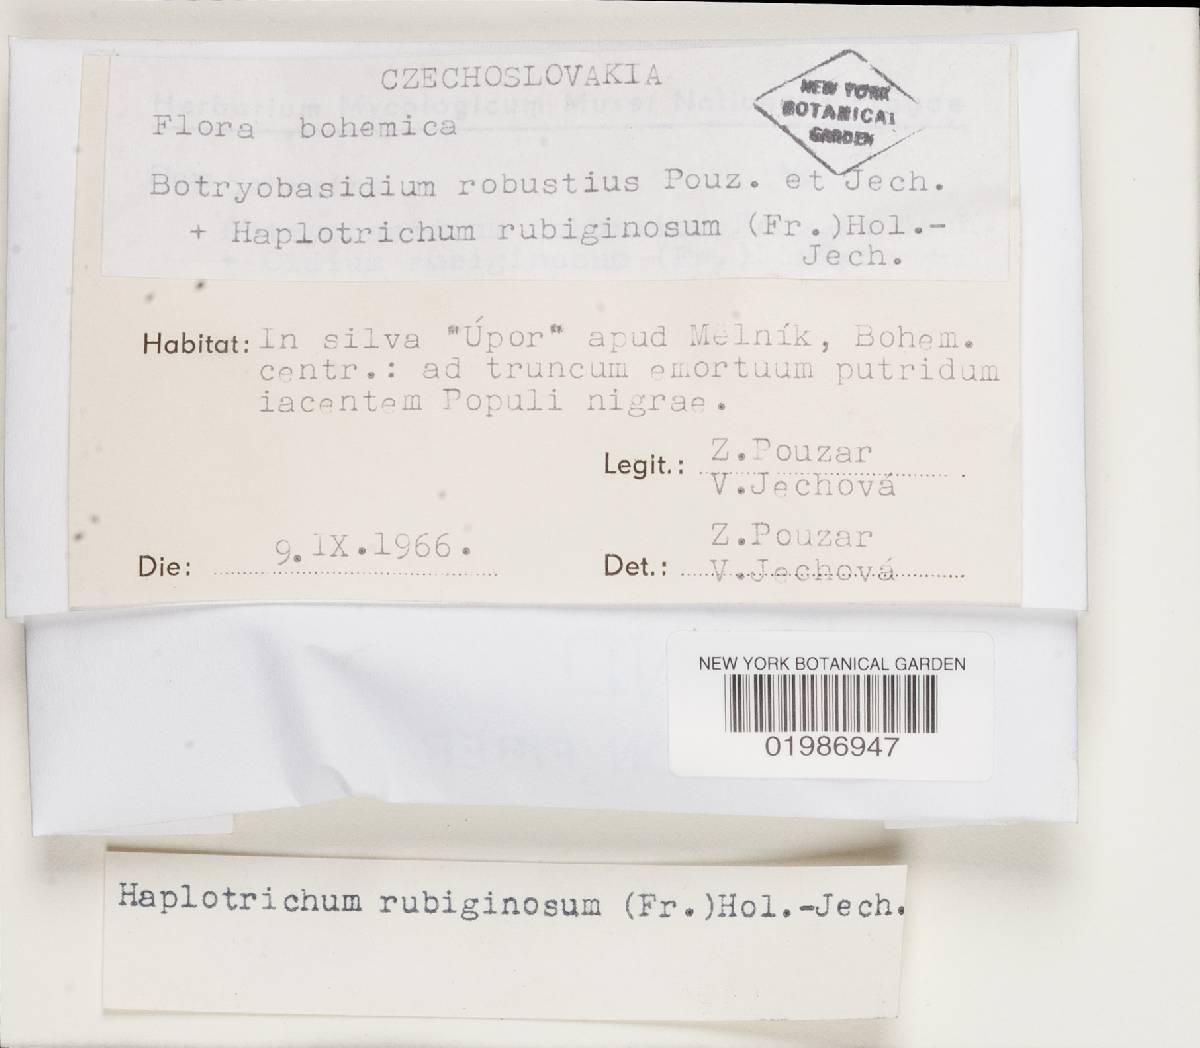 CZECHOSLOVAKIA
NEW YORK
BOTANICAL
GARDEN
Flora bohemica
Botryobasidium robustius Pouz. et Jech.
+ Haplotrichum rubiginosum (Fr.)Hol.-
Jech.
Habitat: In silva "Úpor" apud Mělník, Bohem.
centr.: ad truncum emortuum putridum
iacentem Populi nigrae.
Legit.: Z.Pouzar
V.Jechová
Die: 9.IX.1966.
Det.: Z.Pouzar
V.Jechová
NEW YORK BOTANICAL GARDEN
01986947
Haplotrichum rubiginosum (Fr.)Hol.-Jech.